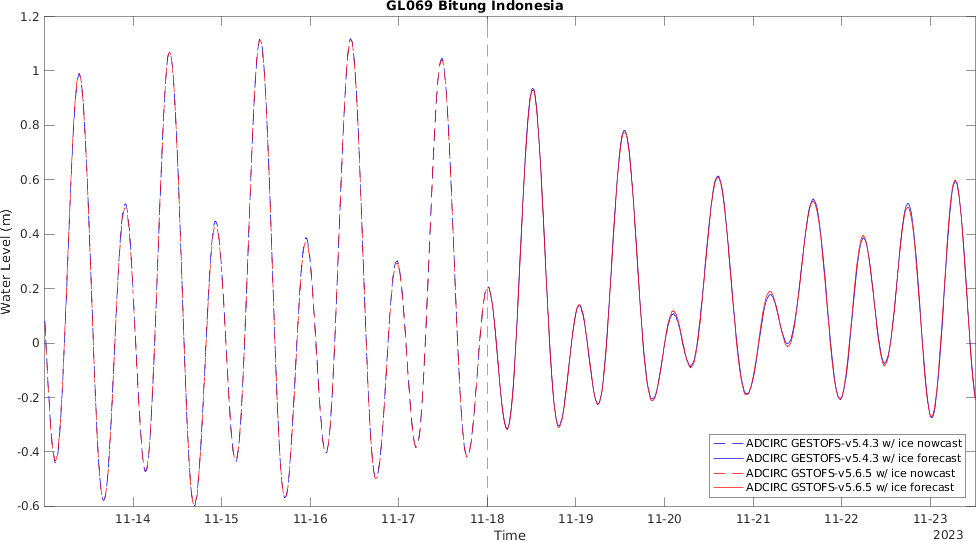 GL069 Bitung Indonesia
1.2
1
0.8
0.6
0.4
0.2
0
-0.2
-0.4
-0.6
Water Level (m)
ADCIRC GESTOFS-v5.4.3 w/ ice nowcast
ADCIRC GESTOFS-v5.4.3 w/ ice forecast
ADCIRC GSTOFS-v5.6.5 w/ ice nowcast
ADCIRC GSTOFS-v5.6.5 w/ ice forecast
11-14 11-15 11-16 11-17 11-18 11-19 11-20 11-21 11-22 11-23
Time
2023